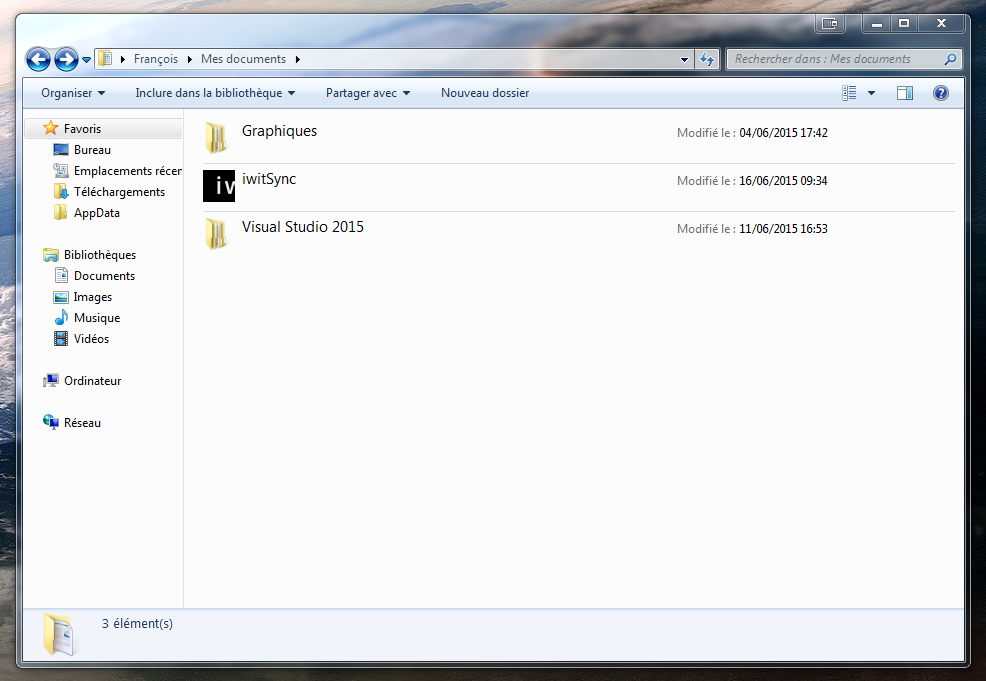 François Mes documents
Rechercher dans : Mes documents
Organiser Inclure dans la bibliothèque Partager avec Nouveau dossier
Favoris
Bureau
Emplacements récer
Téléchargements
AppData
Bibliothèques
Documents
Images
Musique
Vidéos
Ordinateur
Réseau
Graphiques Modifié le : 04/06/2015 17:42
iw iwitSync Modifié le : 16/06/2015 09:34
Visual Studio 2015 Modifié le : 11/06/2015 16:53
3 élément(s)